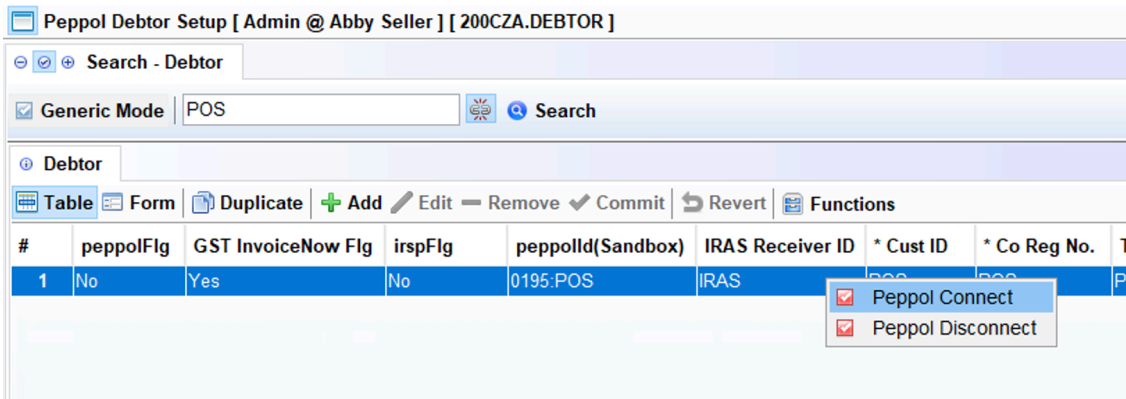 Peppol Debtor Setup [ Admin @ Abby Seller ] [ 200CZA.DEBTOR ]
Search - Debtor
Generic Mode POS Search
Debtor
Table Form Duplicate Add Edit Remove Commit Revert Functions
# peppolFlg GST InvoiceNow Flg irspFlg peppolId(Sandbox) IRAS Receiver ID * Cust ID * Co Reg No. T
1 No Yes No 0195:POS IRAS POS POS P
Peppol Connect
Peppol Disconnect